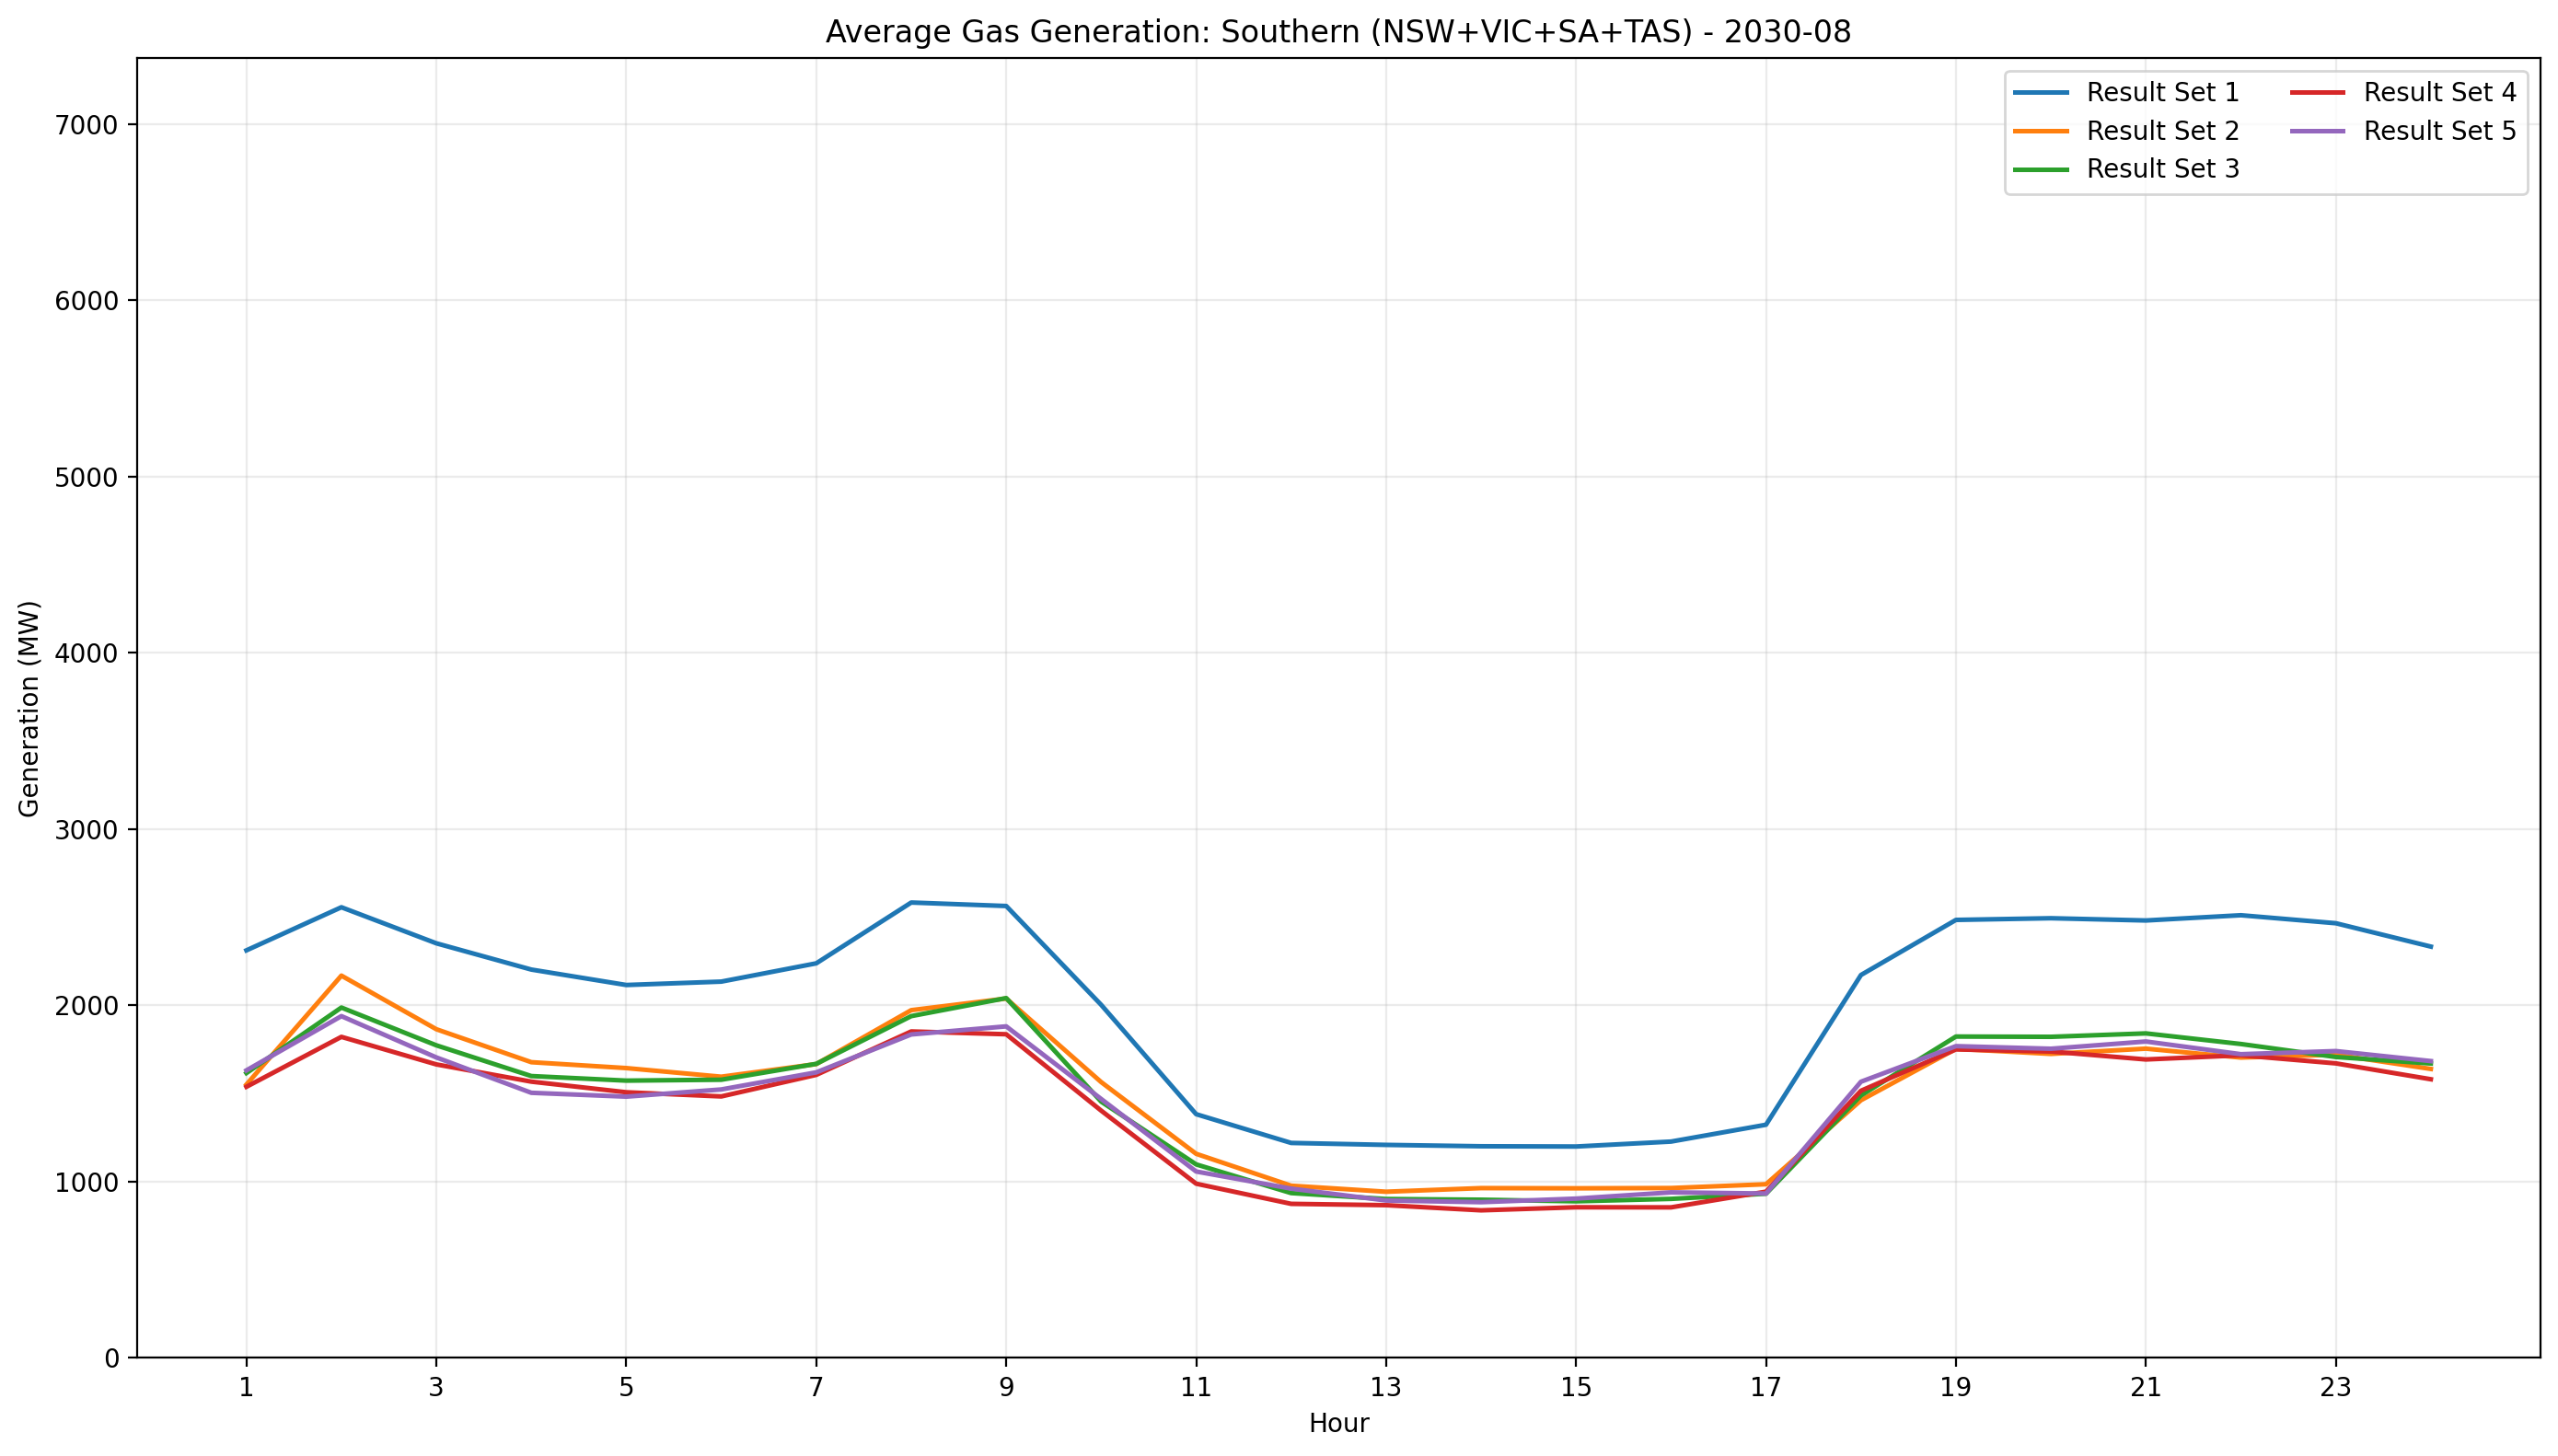 Average Gas Generation: Southern (NSW+VIC+SA+TAS) - 2030-08
Result Set 1
Result Set 2
Result Set 3
Result Set 4
Result Set 5
Generation (MW)
7000
6000
5000
4000
3000
2000
1000
0
1 3 5 7 9 11 13 15 17 19 21 23
Hour